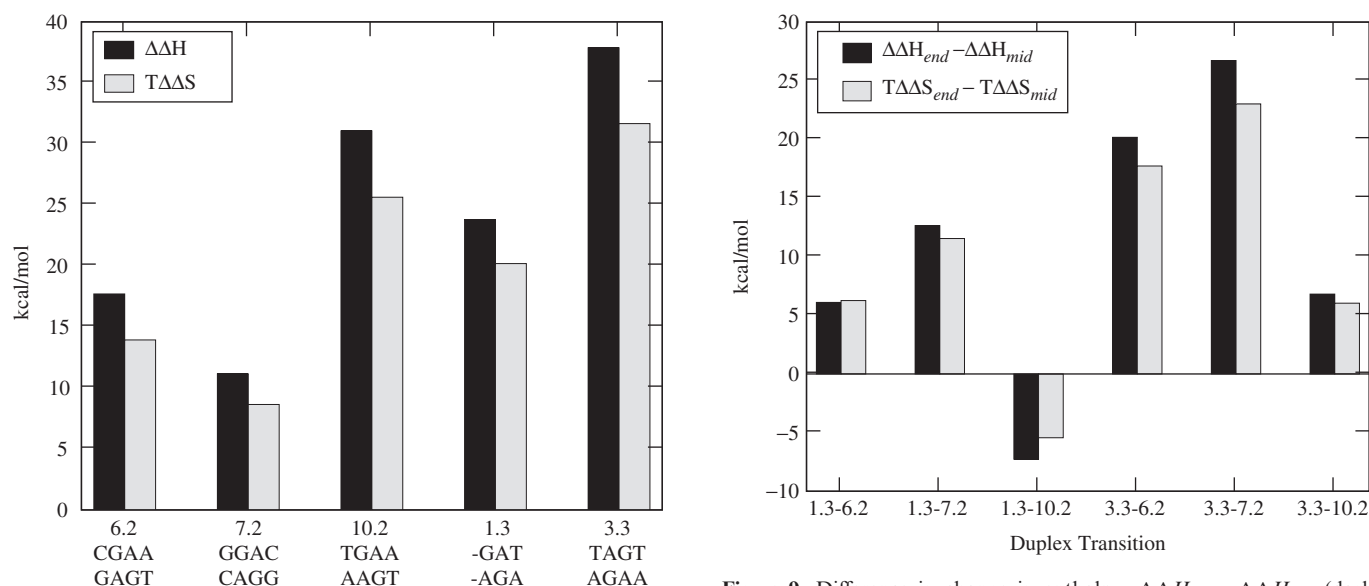 40
35
30
25
20
15
10
5
0
kcal/mol
ΔΔH
TΔΔS
6.2 7.2 10.2 1.3 3.3
CGAA GGAC TGAA -GAT TAGT
GAGT CAGG AAGT -AGA AGAA
30
25
20
15
10
5
0
−5
−10
kcal/mol
ΔΔH_end − ΔΔH_mid
TΔΔS_end − TΔΔS_mid
1.3-6.2 1.3-7.2 1.3-10.2 3.3-6.2 3.3-7.2 3.3-10.2
Duplex Transition